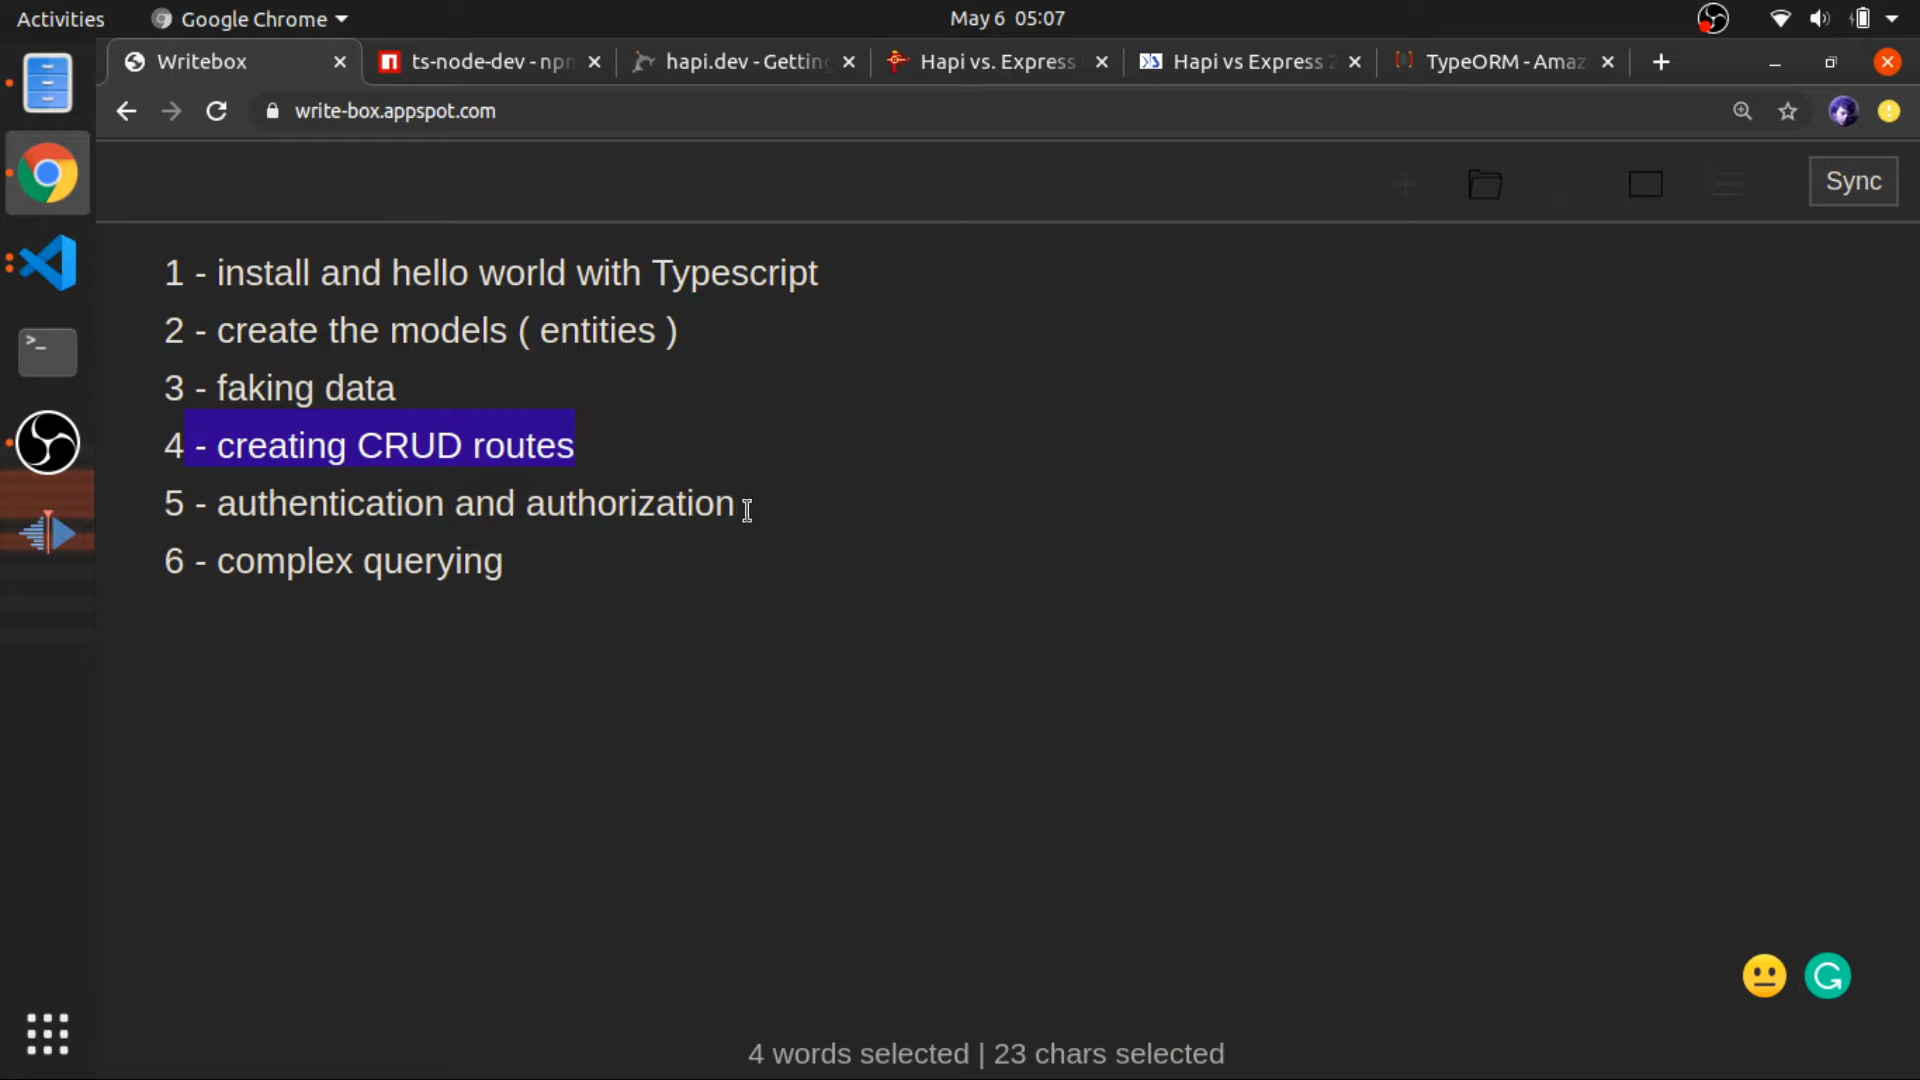 Activities Google Chrome May 6 05:07
Writebox ts-node-dev - npn hapi.dev - Getting Hapi vs. Express Hapi vs Express 2 TypeORM - Amaz
write-box.appspot.com
Sync
1 - install and hello world with Typescript
2 - create the models ( entities )
3 - faking data
4 - creating CRUD routes
5 - authentication and authorization
6 - complex querying
4 words selected | 23 chars selected